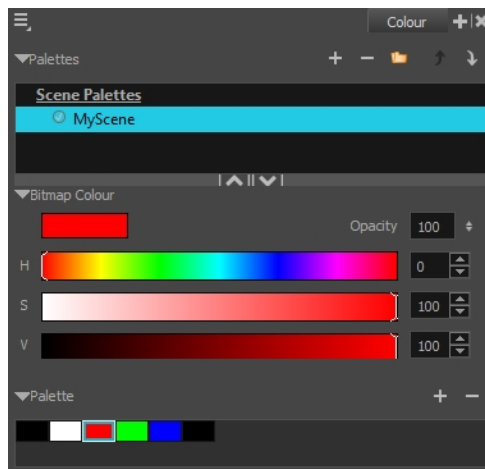 Colour
Palettes
Scene Palettes
MyScene
Bitmap Colour
Opacity 100
H 0
S 100
V 100
Palette